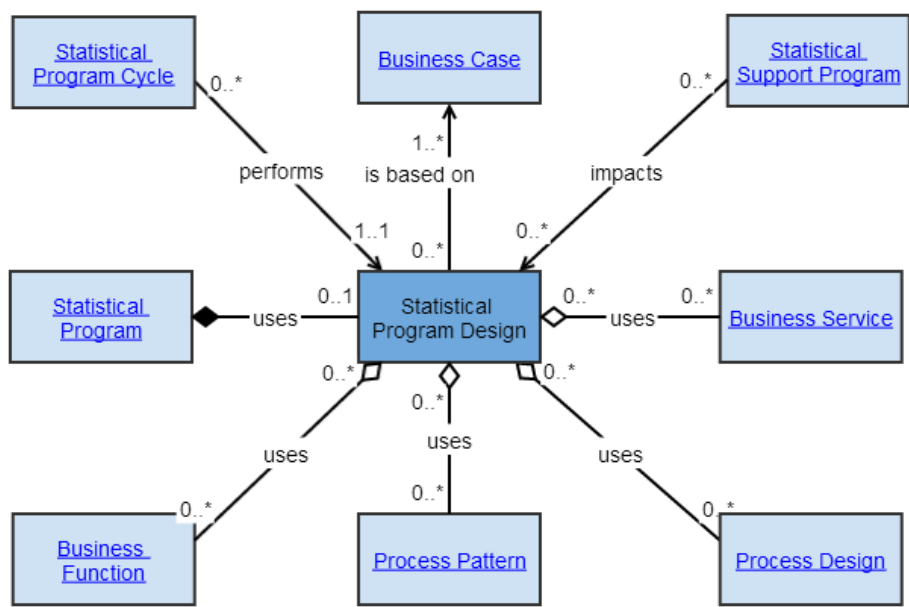 Statistical
Program Cycle
Business Case
Statistical
Support Program
0..*
1..*
0..*
performs
is based on
impacts
1..1
0..*
0..*
Statistical
Program
uses
0..1
Statistical
Program Design
0..*
uses
0..*
Business Service
0..*
0..*
0..*
uses
uses
uses
0..*
0..*
0..*
Business
Function
Process Pattern
Process Design